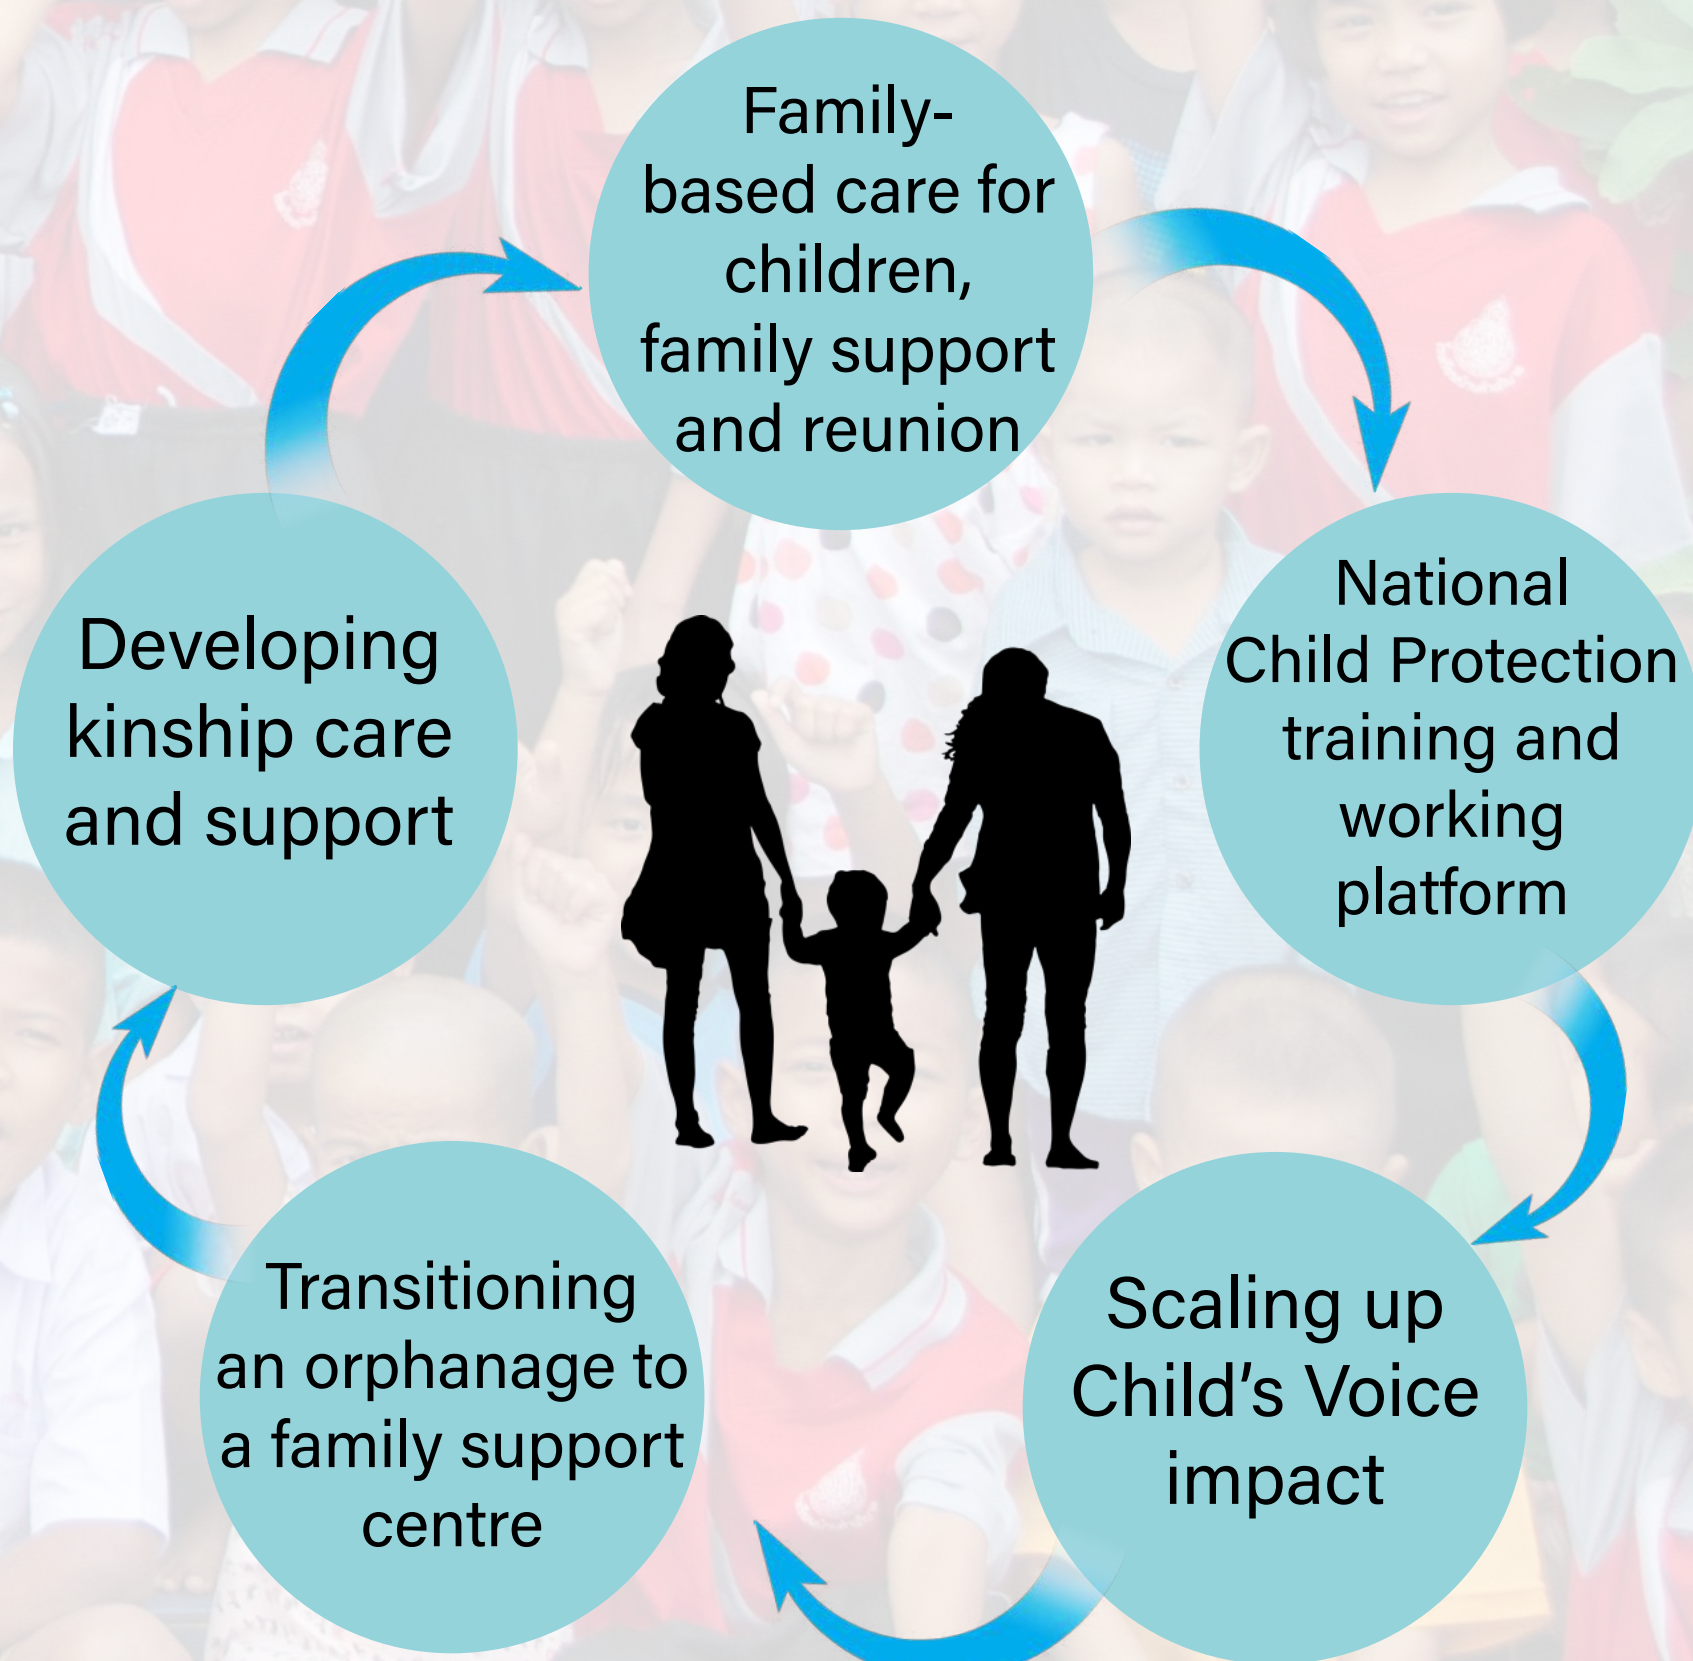 Family-
based care for
children,
family support
and reunion
National
Child Protection
training and
working
platform
Scaling up
Child’s Voice
impact
Transitioning
an orphanage to
a family support
centre
Developing
kinship care
and support